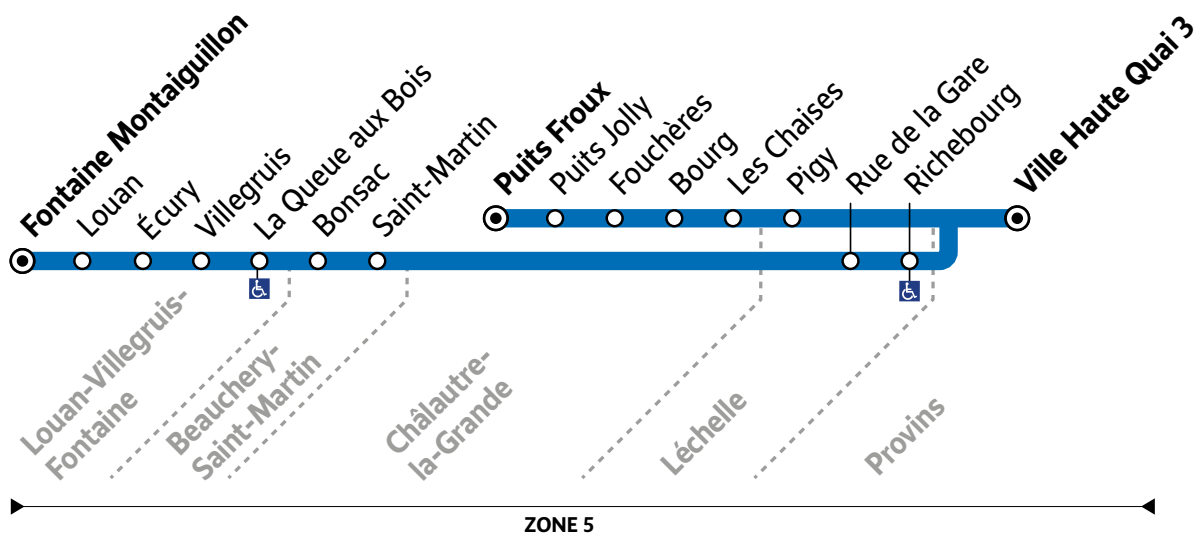 Fontaine Montaiguillon
Louan
Écury
Villegruis
La Queue aux Bois
Bonsac
Saint-Martin
Puits Froux
Puits Jolly
Fouchères
Bourg
Les Chaises
Pigy
Rue de la Gare
Richebourg
Ville Haute Quai 3
Louan-Villegruis-
Fontaine
Beauchery-
Saint-Martin
Châlautre-
la-Grande
Léchelle
Provins
ZONE 5